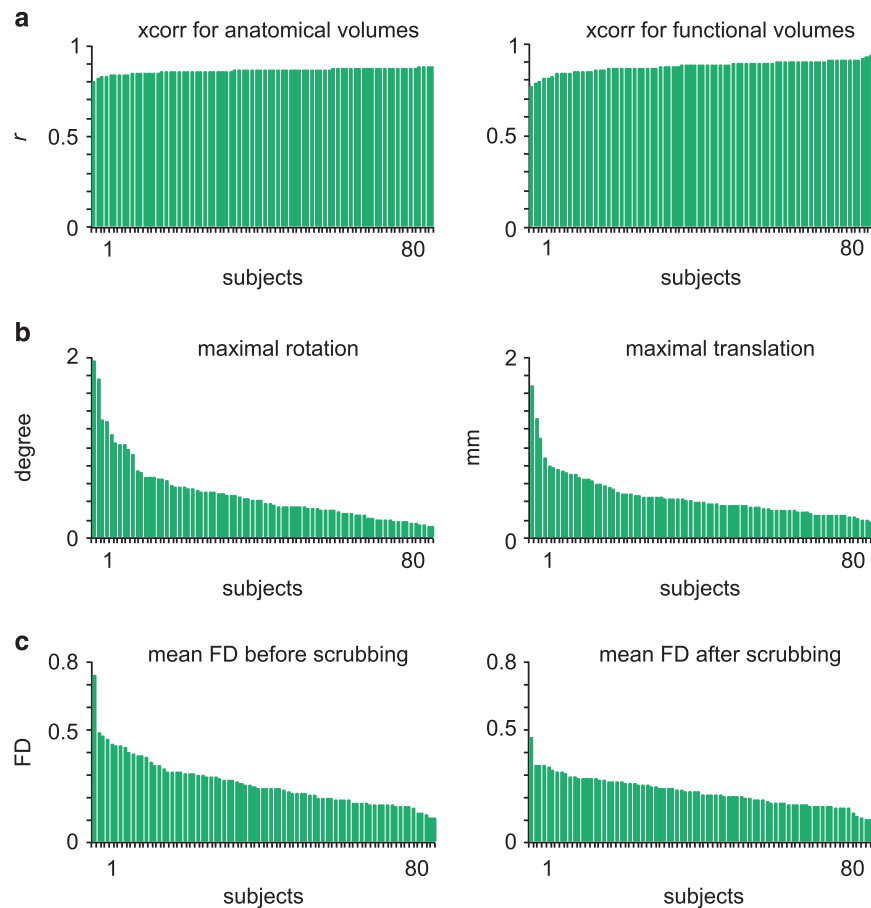 a
xcorr for anatomical volumes
1
0.5
0
r
1
80
subjects
xcorr for functional volumes
1
0.5
0
1
80
subjects
b
maximal rotation
2
0
degree
1
80
subjects
maximal translation
2
0
mm
1
80
subjects
c
mean FD before scrubbing
0.8
0.5
0
FD
1
80
subjects
mean FD after scrubbing
0.8
0.5
0
1
80
subjects